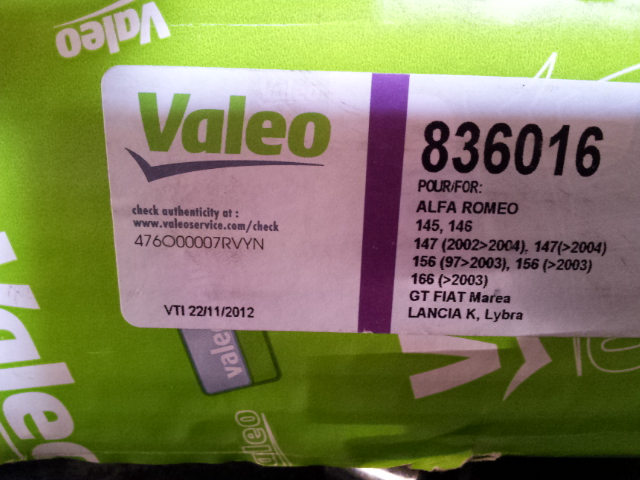 Valeo
Valeo
check authenticity at :
www.valeoservice.com/check
476O00007RVYN
VTI 22/11/2012
836016
POUR/FOR:
ALFA ROMEO
145, 146
147 (2002>2004), 147(>2004)
156 (97>2003), 156 (>2003)
166 (>2003)
GT FIAT Marea
LANCIA K, Lybra
Valeo
valeo
Valeo